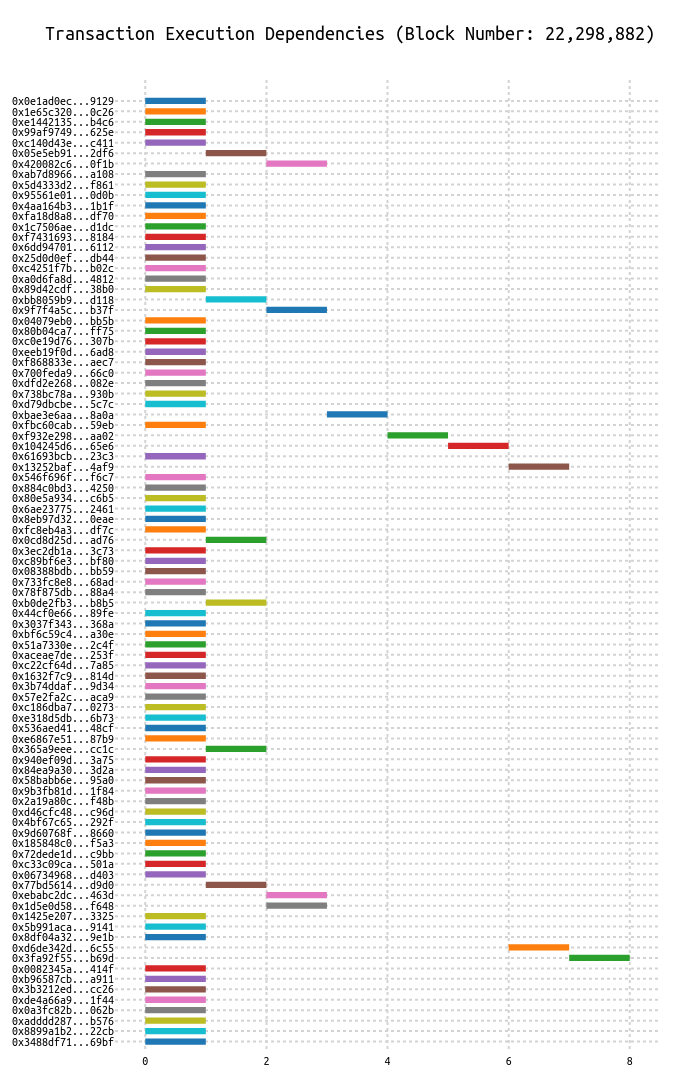 Transaction Execution Dependencies (Block Number: 22,298,882)
0x0e1ad0ec...9129
0x1e65c320...0c26
0xe1442135...b4c6
0x99af9749...625e
0xc140d43e...c411
0x05e5eb91...2df6
0x420082c6...0f1b
0xab7d8966...a108
0x5d4333d2...f861
0x95561e01...0d0b
0x4aa164b3...1b1f
0xfa18d8a8...df70
0x1c7506ae...d1dc
0xf7431693...8184
0x6dd94701...6112
0x25d0d0ef...db44
0xc4251f7b...b02c
0xa0d6fa8d...4812
0x89d42cdf...38b0
0xbb8059b9...d118
0x9f7f4a5c...b37f
0x04079eb0...bb5b
0x80b04ca7...ff75
0xc0e19d76...307b
0xeeb19f0d...6ad8
0xf868833e...aec7
0x700feda9...66c0
0xdfd2e268...082e
0x738bc78a...930b
0xd79dbcbe...5c7c
0xbae3e6aa...8a0a
0xfbc60cab...59eb
0xf932e298...aa02
0x104245d6...65e6
0x61693bcb...23c3
0x13252baf...4af9
0x546f696f...f6c7
0x884c0bd3...4250
0x80e5a934...c6b5
0x6ae23775...2461
0x8eb97d32...0eae
0xfc8eb4a3...df7c
0x0cd8d25d...ad76
0x3ec2db1a...3c73
0xc89bf6e3...bf80
0x08388bdb...bb59
0x733fc8e8...68ad
0x78f875db...88a4
0xb0de2fb3...b8b5
0x44cf0e66...89fe
0x3037f343...368a
0xbf6c59c4...a30e
0x51a7330e...2c4f
0xaceae7de...253f
0xc22cf64d...7a85
0x1632f7c9...814d
0x3b74ddaf...9d34
0x57e2fa2c...aca9
0xc186dba7...0273
0xe318d5db...6b73
0x536aed41...48cf
0xe6867e51...87b9
0x365a9eee...cc1c
0x940ef09d...3a75
0x84ea9a30...3d2a
0x58babb6e...95a0
0x9b3fb81d...1f84
0x2a19a80c...f48b
0xd46cfc48...c96d
0x4bf67c65...292f
0x9d60768f...8660
0x185848c0...f5a3
0x72dede1d...c9bb
0xc33c09ca...501a
0x06734968...d403
0x77bd5614...d9d0
0xebabc2dc...463d
0x1d5e0d58...f648
0x1425e207...3325
0x5b991aca...9141
0x8df04a32...9e1b
0xd6de342d...6c55
0x3fa92f55...b69d
0x0082345a...414f
0xb96587cb...a911
0x3b3212ed...cc26
0xde4a66a9...1f44
0x0a3fc82b...062b
0xadddd287...b576
0x8899a1b2...22cb
0x3488df71...69bf
0 2 4 6 8